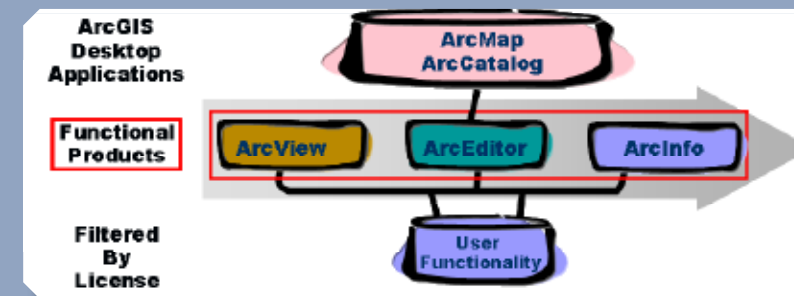 ArcGIS
Desktop
Applications
ArcMap
ArcCatalog
Functional
Products
ArcView
ArcEditor
ArcInfo
Filtered
By
License
User
Functionality